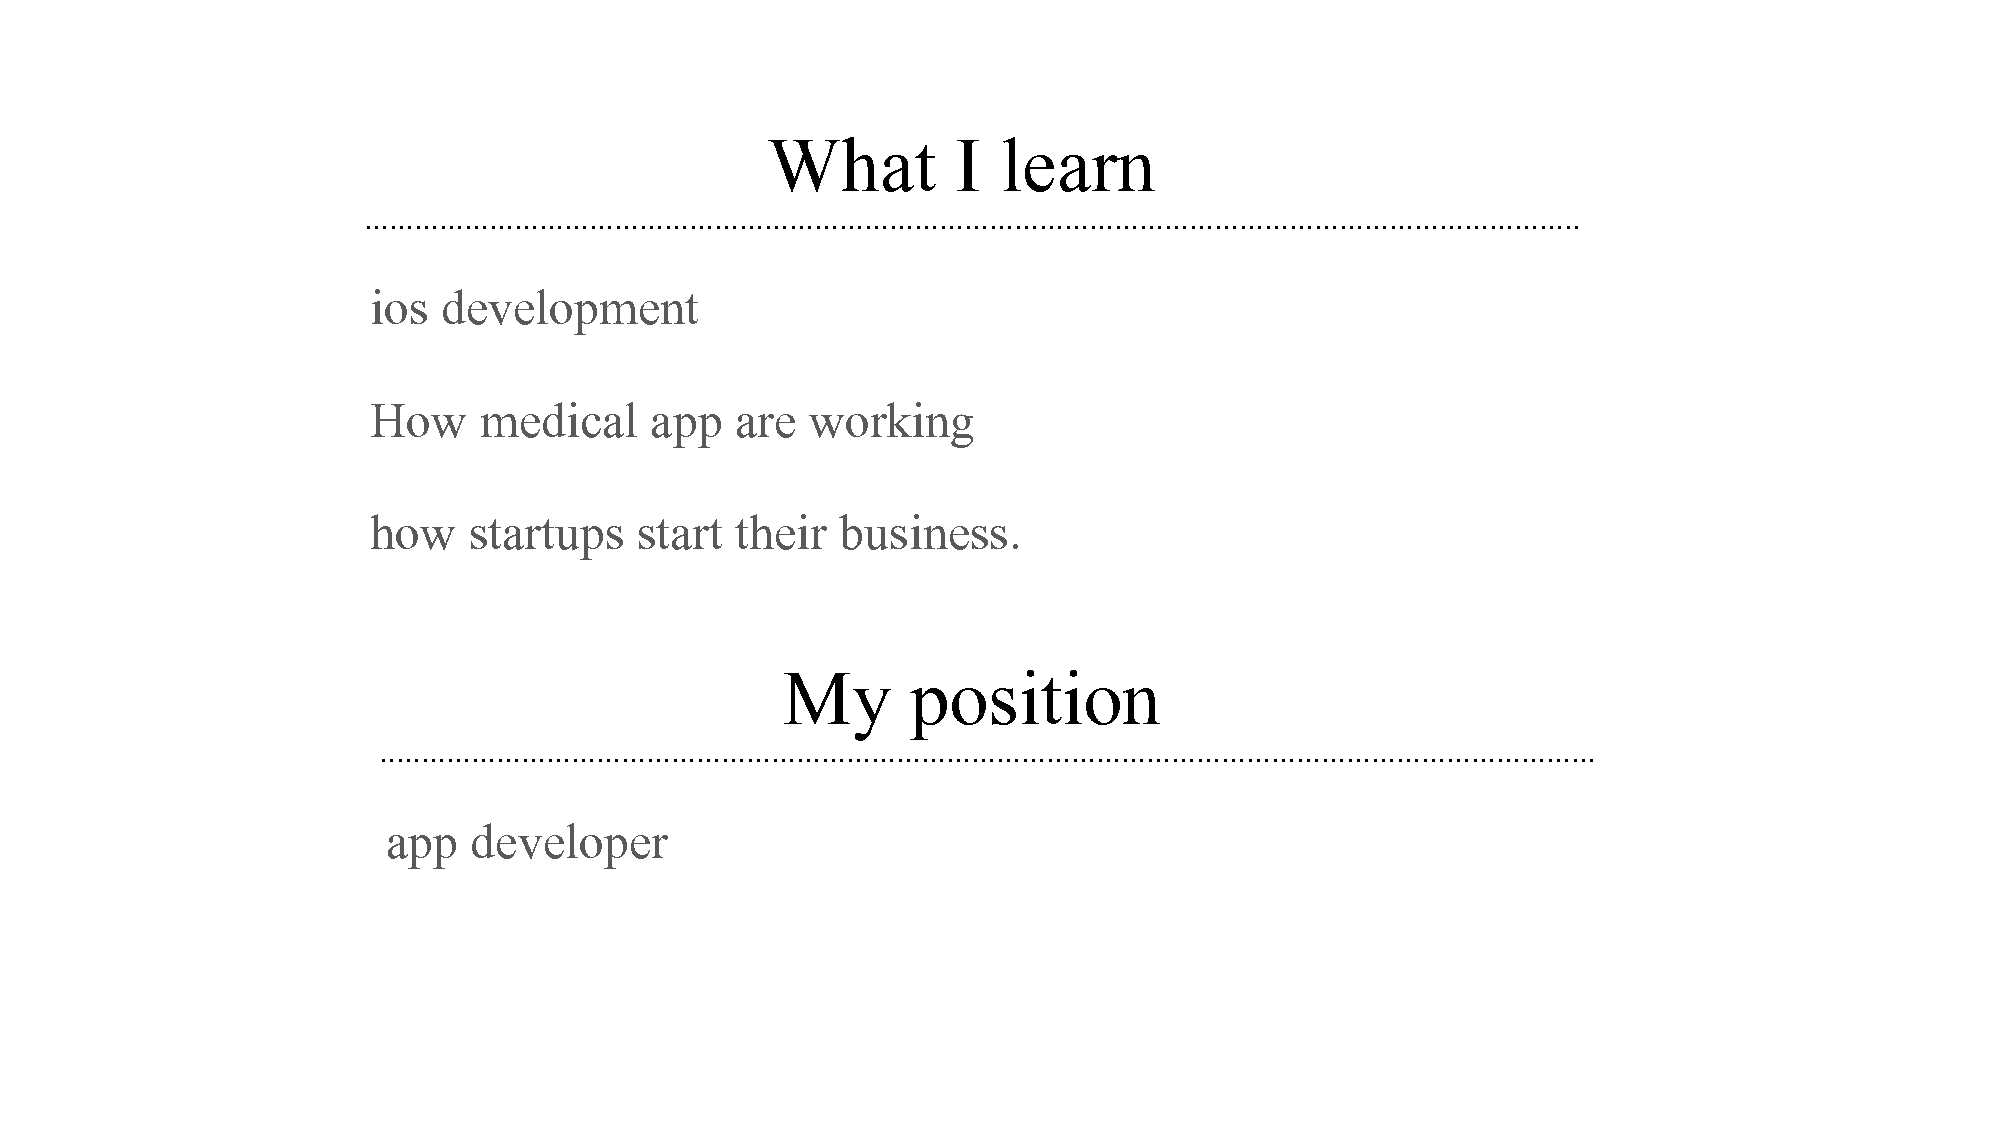 What I learn
ios development
How medical app are working
how startups start their business.
My position
app developer